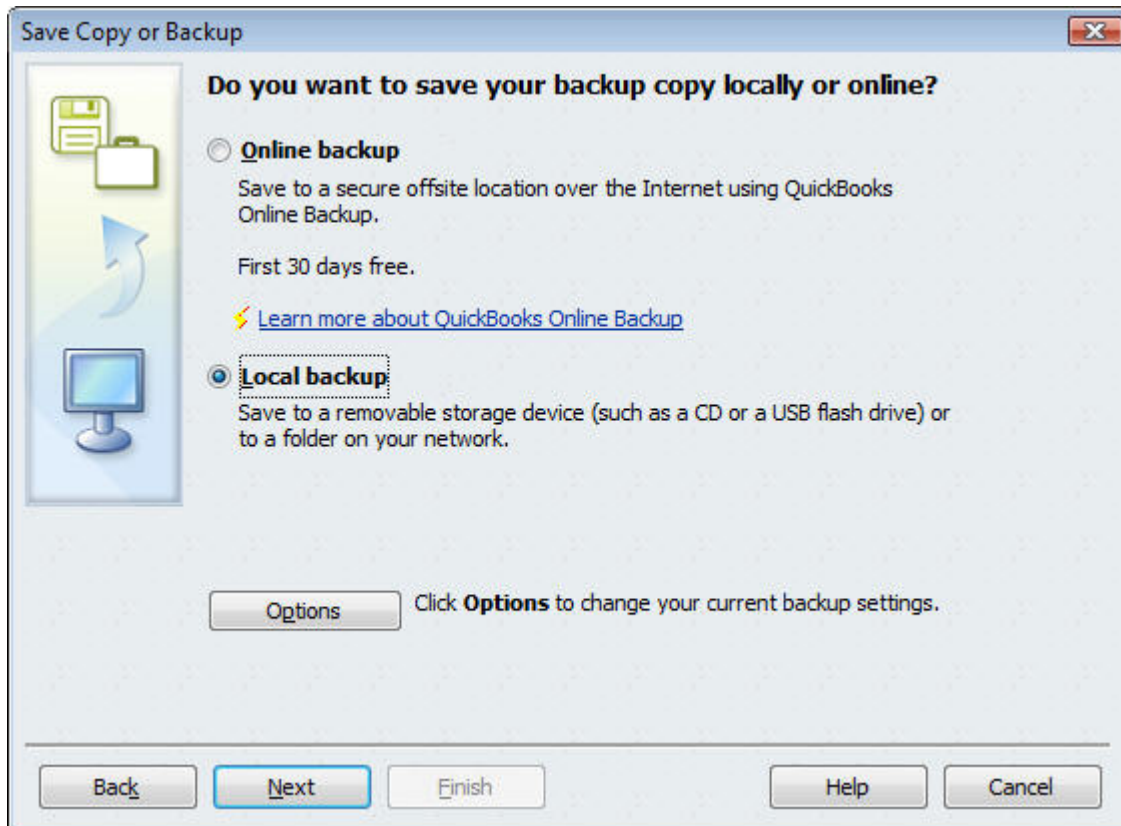 Save Copy or Backup
Do you want to save your backup copy locally or online?
Online backup
Save to a secure offsite location over the Internet using QuickBooks
Online Backup.
First 30 days free.
Learn more about QuickBooks Online Backup
Local backup
Save to a removable storage device (such as a CD or a USB flash drive) or
to a folder on your network.
Options Click Options to change your current backup settings.
Back Next Finish Help Cancel